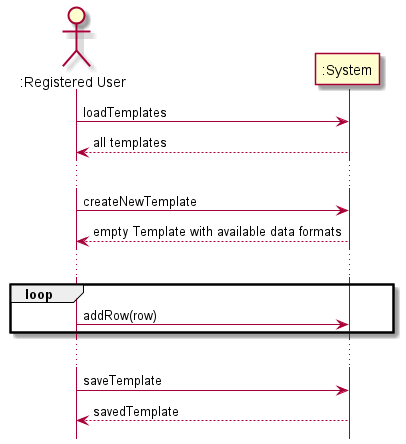 :Registered User
:System
loadTemplates
all templates
createNewTemplate
empty Template with available data formats
loop
addRow(row)
saveTemplate
savedTemplate